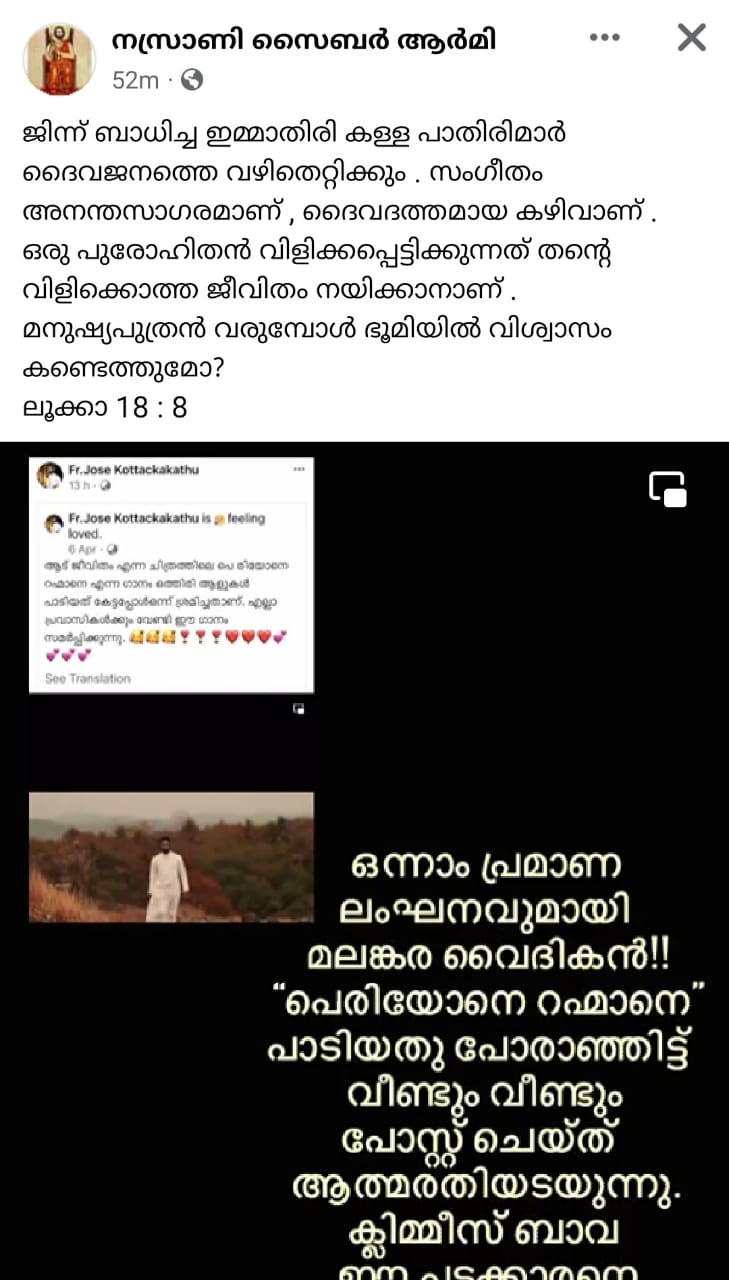 നസ്രാണി സൈബർ ആർമി
52m
ജിന്ന് ബാധിച്ച ഇമ്മാതിരി കള്ള പാതിരിമാർ
ദൈവജനത്തെ വഴിതെറ്റിക്കും . സംഗീതം
അനന്തസാഗരമാണ് , ദൈവദത്തമായ കഴിവാണ് .
ഒരു പുരോഹിതൻ വിളിക്കപ്പെട്ടിക്കുന്നത് തന്റെ
വിളിക്കൊത്ത ജീവിതം നയിക്കാനാണ് .
മനുഷ്യപുത്രൻ വരുമ്പോൾ ഭൂമിയിൽ വിശ്വാസം
കണ്ടെത്തുമോ?
ലൂക്കാ 18 : 8
Fr.Jose Kottackakathu
13 h
Fr.Jose Kottackakathu is feeling
loved.
6 Apr
ആട് ജീവിതം എന്ന ചിത്രത്തിലെ പെ രിയോനെ
റഹ്മാനെ എന്ന ഗാനം ഒത്തിരി ആളുകൾ
പാടിയത് കേട്ടപ്പോൾഒന്ന് ശ്രമിച്ചതാണ്. എല്ലാ
പ്രവാസികൾക്കും വേണ്ടി ഈ ഗാനം
സമർപ്പിക്കുന്നു. 🥰🥰🥰❣❣❣❤❤❤💕
💕💕💕
See Translation
ഒന്നാം പ്രമാണ
ലംഘനവുമായി
മലങ്കര വൈദികൻ!!
“പെരിയോനെ റഹ്മാനെ”
പാടിയതു പോരാഞ്ഞിട്ട്
വീണ്ടും വീണ്ടും
പോസ്റ്റ് ചെയ്ത്
ആത്മരതിയടയുന്നു.
ക്ലിമ്മീസ് ബാവ